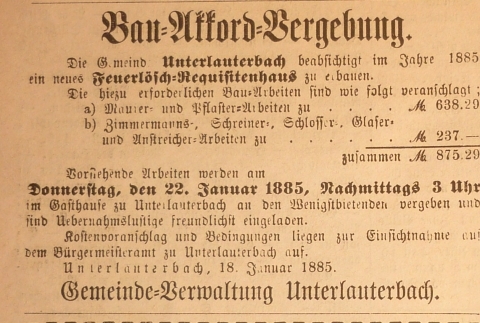 Bau-Akkord-Vergebung.
Die Gemeind Unterlauterbach beabsichtigt im Jahre 1885
ein neues Feuerlösch-Requisitenhaus zu erbauen.
Die hiezu erforderlichen Bau-Arbeiten sind wie folgt veranschlagt;
a) Maurer- und Pflaster-Arbeiten zu . . . . M. 638.29
b) Zimmermanns-, Schreiner-, Schlosser-, Glaser-
und Anstreicher-Arbeiten zu . . . . . M. 237.—
zusammen M. 875.29
Vorstehende Arbeiten werden am
Donnerstag, den 22. Januar 1885, Nachmittags 3 Uhr
im Gasthause zu Unterlauterbach an den Wenigstbietenden vergeben und
sind Uebernahmslustige freundlichst eingeladen.
Kostenvoranschlag und Bedingungen liegen zur Einsichtnahme auf
dem Bürgermeisteramt zu Unterlauterbach auf.
Unterlauterbach, 18. Januar 1885.
Gemeinde-Verwaltung Unterlauterbach.